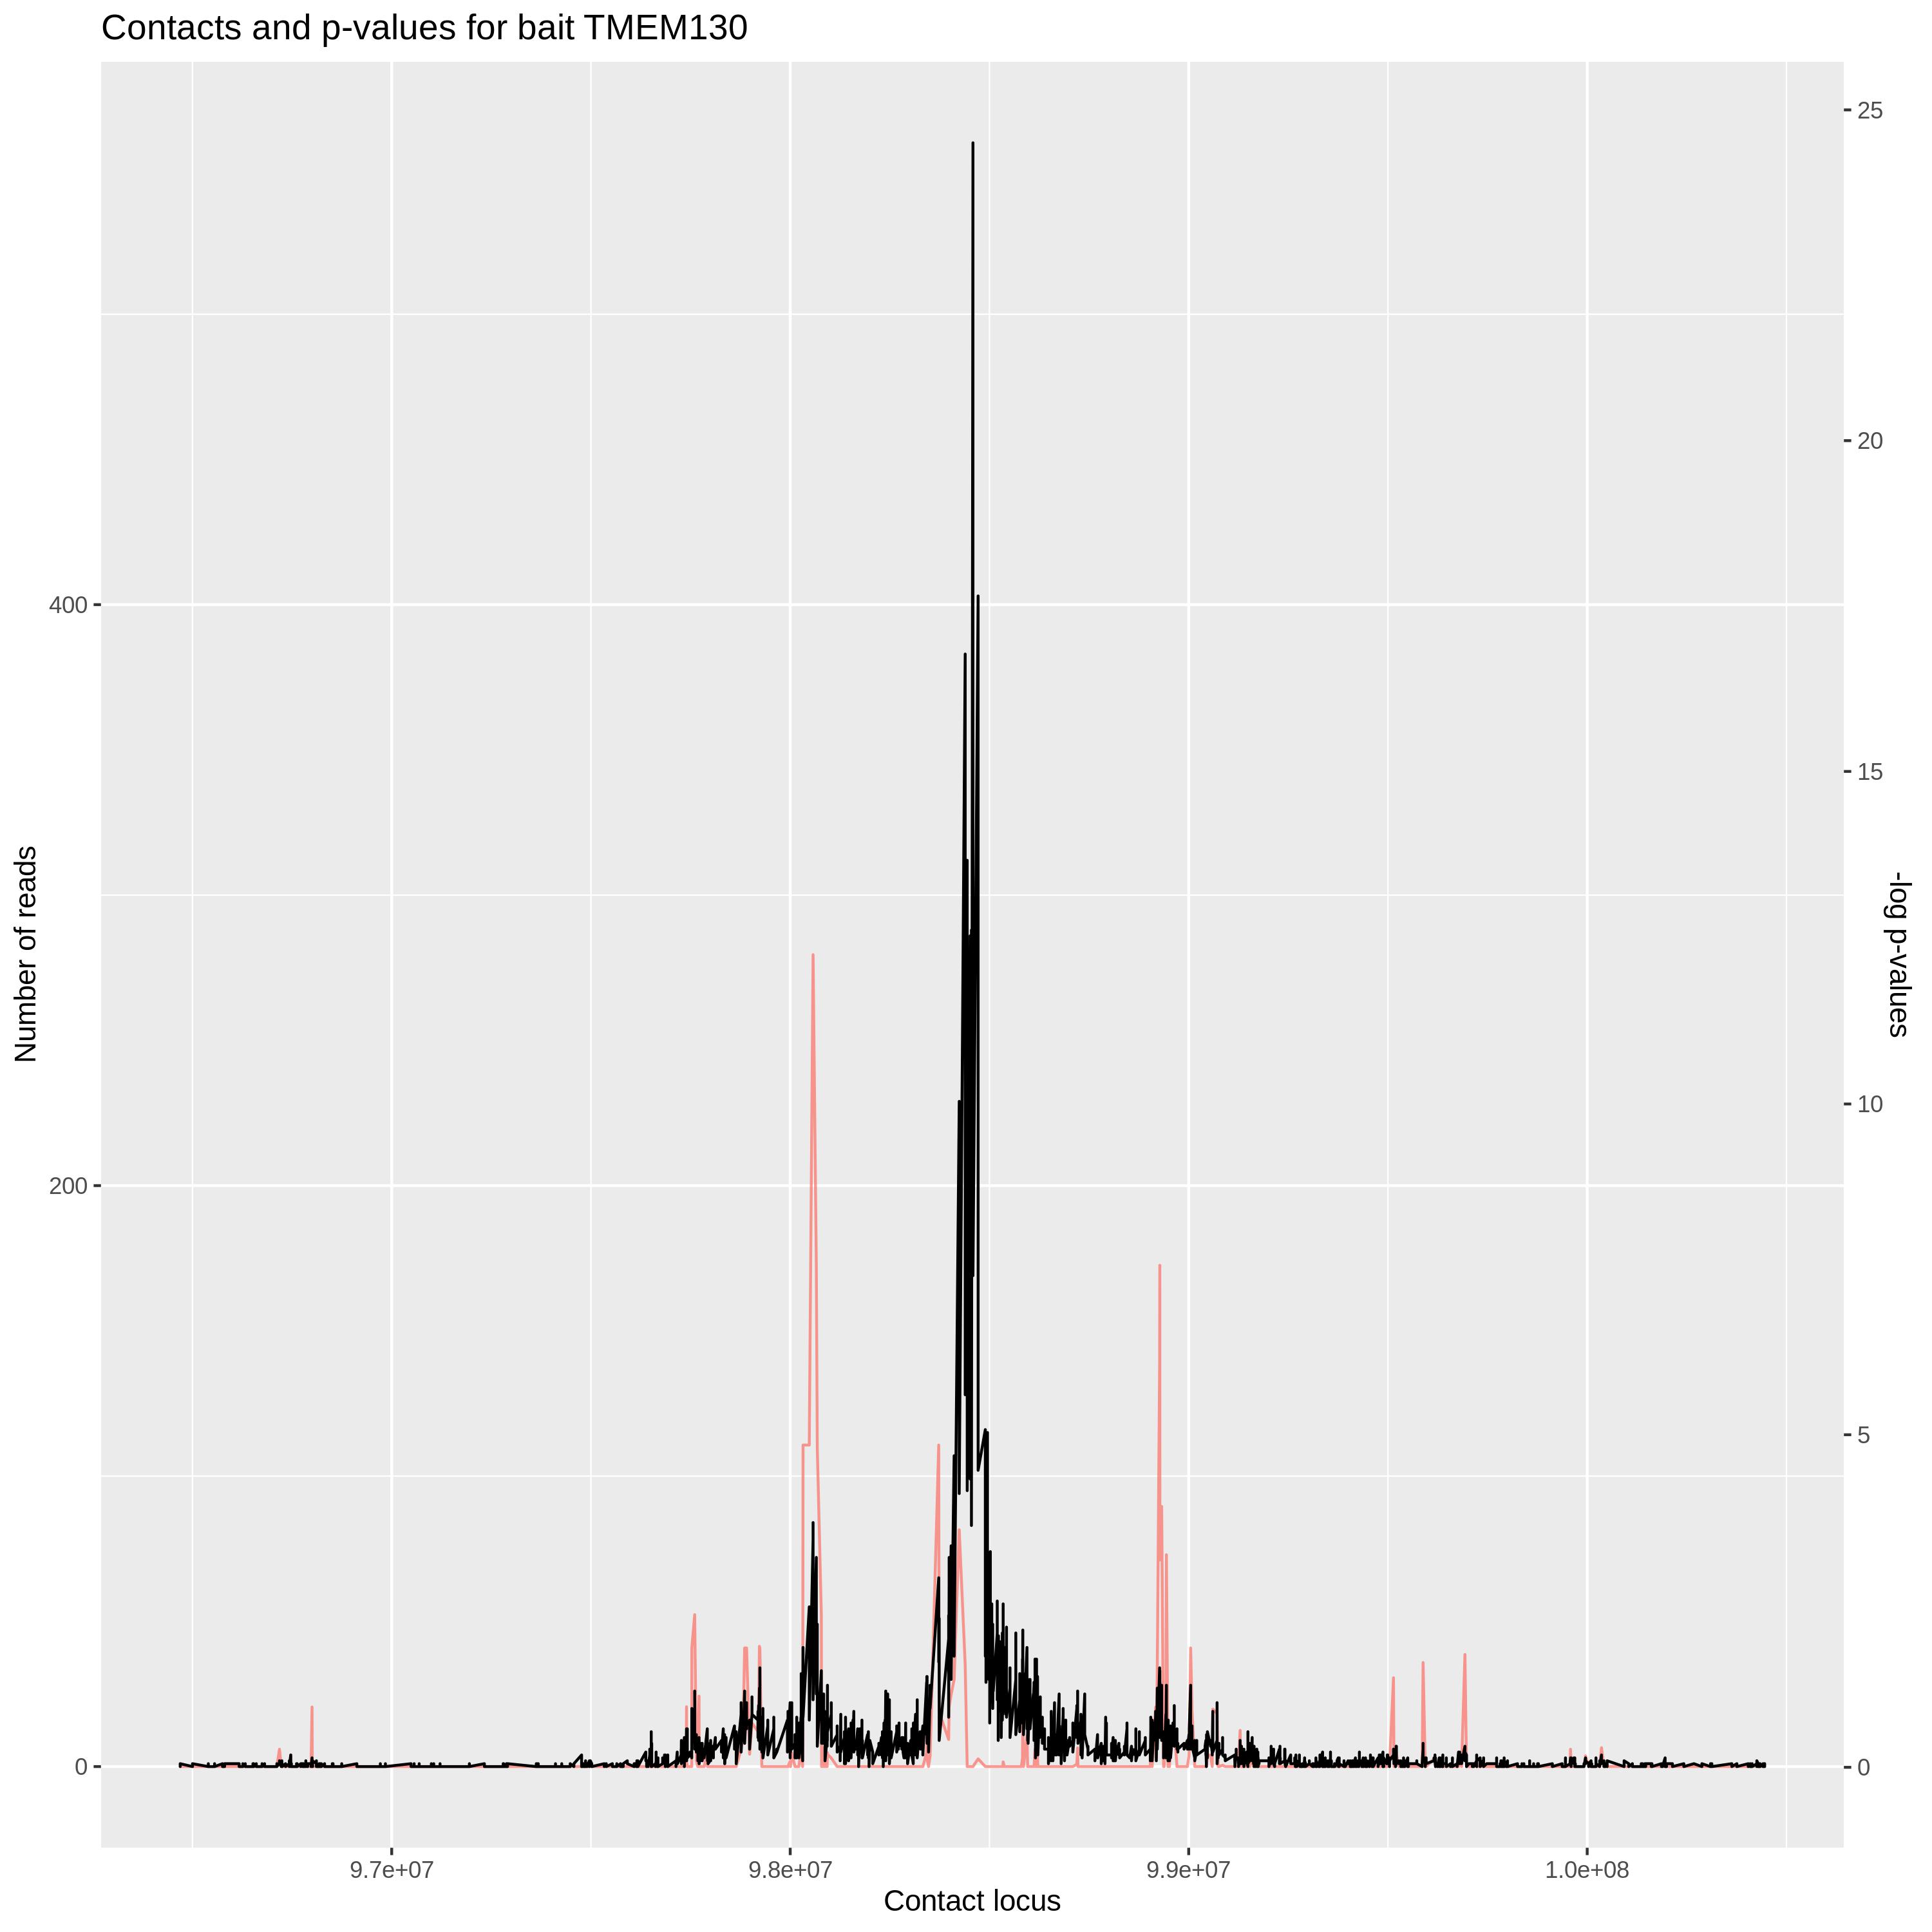 Contacts and p-values for bait TMEM130
Number of reads
400
200
0
25
20
15
10
5
0
-log p-values
9.7e+07 9.8e+07 9.9e+07 1.0e+08
Contact locus